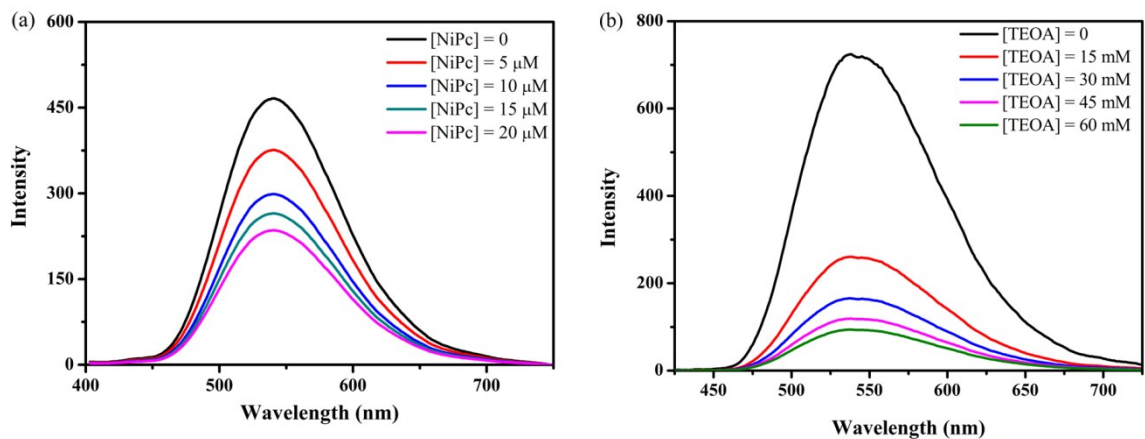 (a)
600
450
300
150
0
400
500
600
700
Intensity
Wavelength (nm)
[NiPc] = 0
[NiPc] = 5 μM
[NiPc] = 10 μM
[NiPc] = 15 μM
[NiPc] = 20 μM
(b)
800
600
400
200
0
450
500
550
600
650
700
Intensity
Wavelength (nm)
[TEOA] = 0
[TEOA] = 15 mM
[TEOA] = 30 mM
[TEOA] = 45 mM
[TEOA] = 60 mM